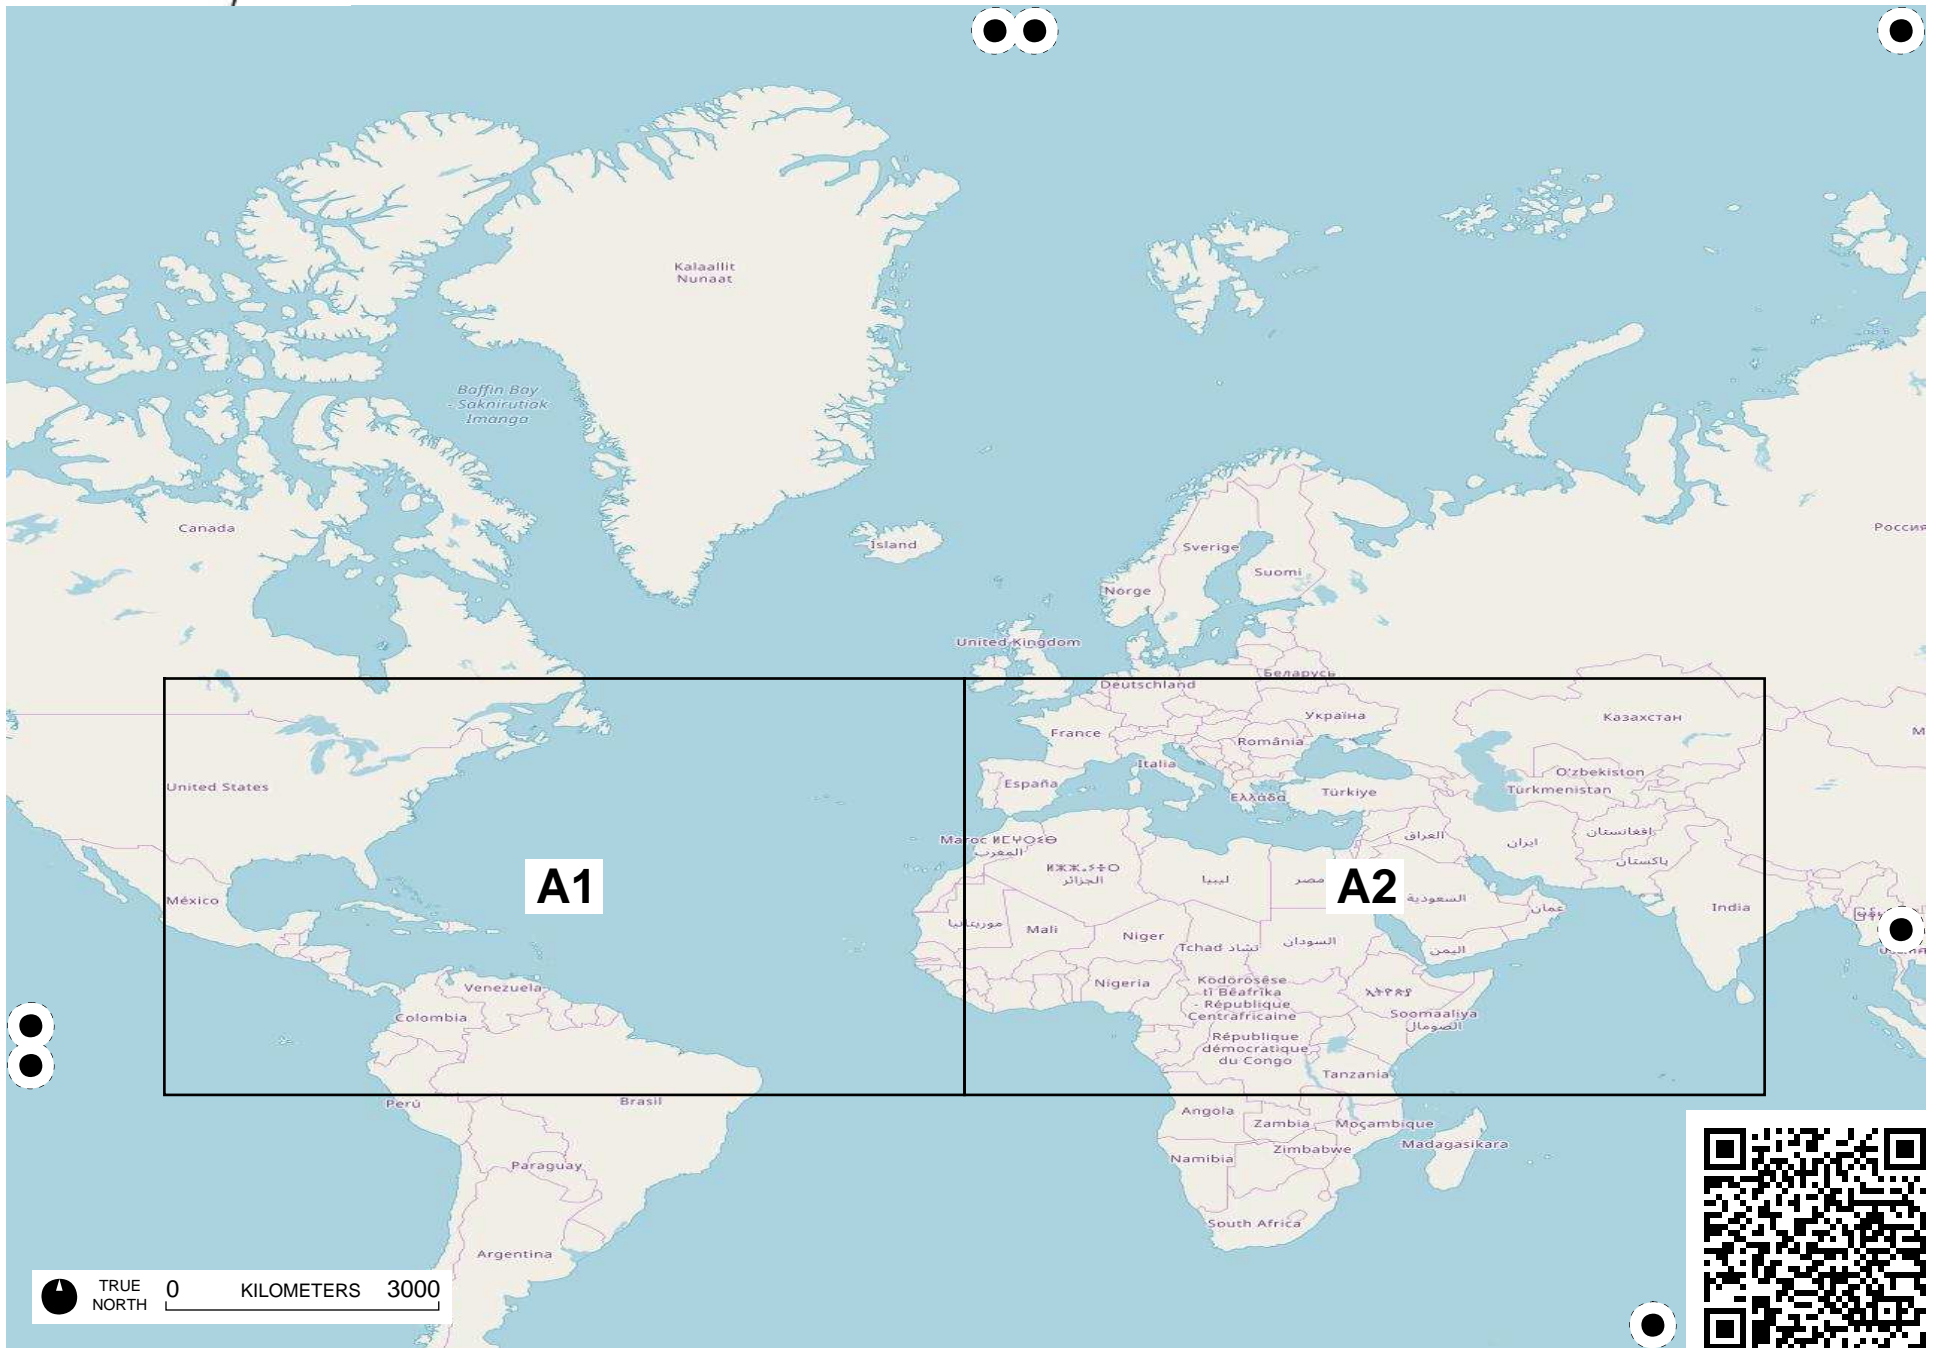 Kalaallit
Nunaat
Baffin Bay
- Saknirutiak
Imanga
Canada
Ísland
Sverige
Suomi
Norge
Россия
United Kingdom
Беларусь
Deutschland
Україна
Казахстан
France
România
Italia
O'zbekiston
España
Ελλάδα
Türkiye
Türkmenistan
United States
Maroc ⵍⵎⵖⵔⵉⴱ
المغرب
العراق
ایران
افغانستان
پاکستان
الجزائر
ليبيا
مصر
A1
A2
السعودية
عمان
India
México
موريتانيا
Mali
Niger
Tchad تشاد
السودان
اليمن
Venezuela
Nigeria
Ködörösêse
tî Bêafrîka
- République
Centrafricaine
Colombia
Soomaaliya
الصومال
République
démocratique
du Congo
Tanzania
Perú
Brasil
Angola
Zambia
Moçambique
Zimbabwe
Madagasikara
Namibia
Paraguay
South Africa
Argentina
TRUE
NORTH
0 KILOMETERS 3000